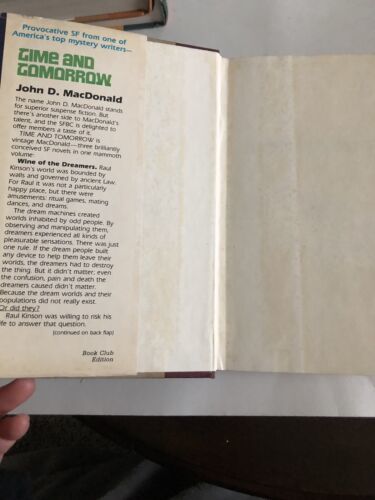 Provocative SF from one of
America's top mystery writers—
TIME AND
TOMORROW
John D. MacDonald
The name John D. MacDonald stands
for superior suspense fiction. But
there's another side to MacDonald's
talent, and the SFBC is delighted to
offer members a taste of it.
TIME AND TOMORROW is
vintage MacDonald—three brilliantly
conceived SF novels in one mammoth
volume:
Wine of the Dreamers. Raul
Kinson's world was bounded by
walls and governed by ancient Law.
For Raul it was not a particularly
happy place, but there were
amusements: ritual games, mating
dances, and dreams.
The dream machines created
worlds inhabited by odd people. By
observing and manipulating them,
dreamers experienced all kinds of
pleasurable sensations. There was just
one rule. If the dream people built
any device to help them leave their
worlds, the dreamers had to destroy
the thing. But it didn't matter; even
the confusion, pain and death the
dreamers caused didn't matter.
Because the dream worlds and their
populations did not really exist.
Or did they?
Raul Kinson was willing to risk his
life to answer that question.
(continued on back flap)
Book Club
Edition